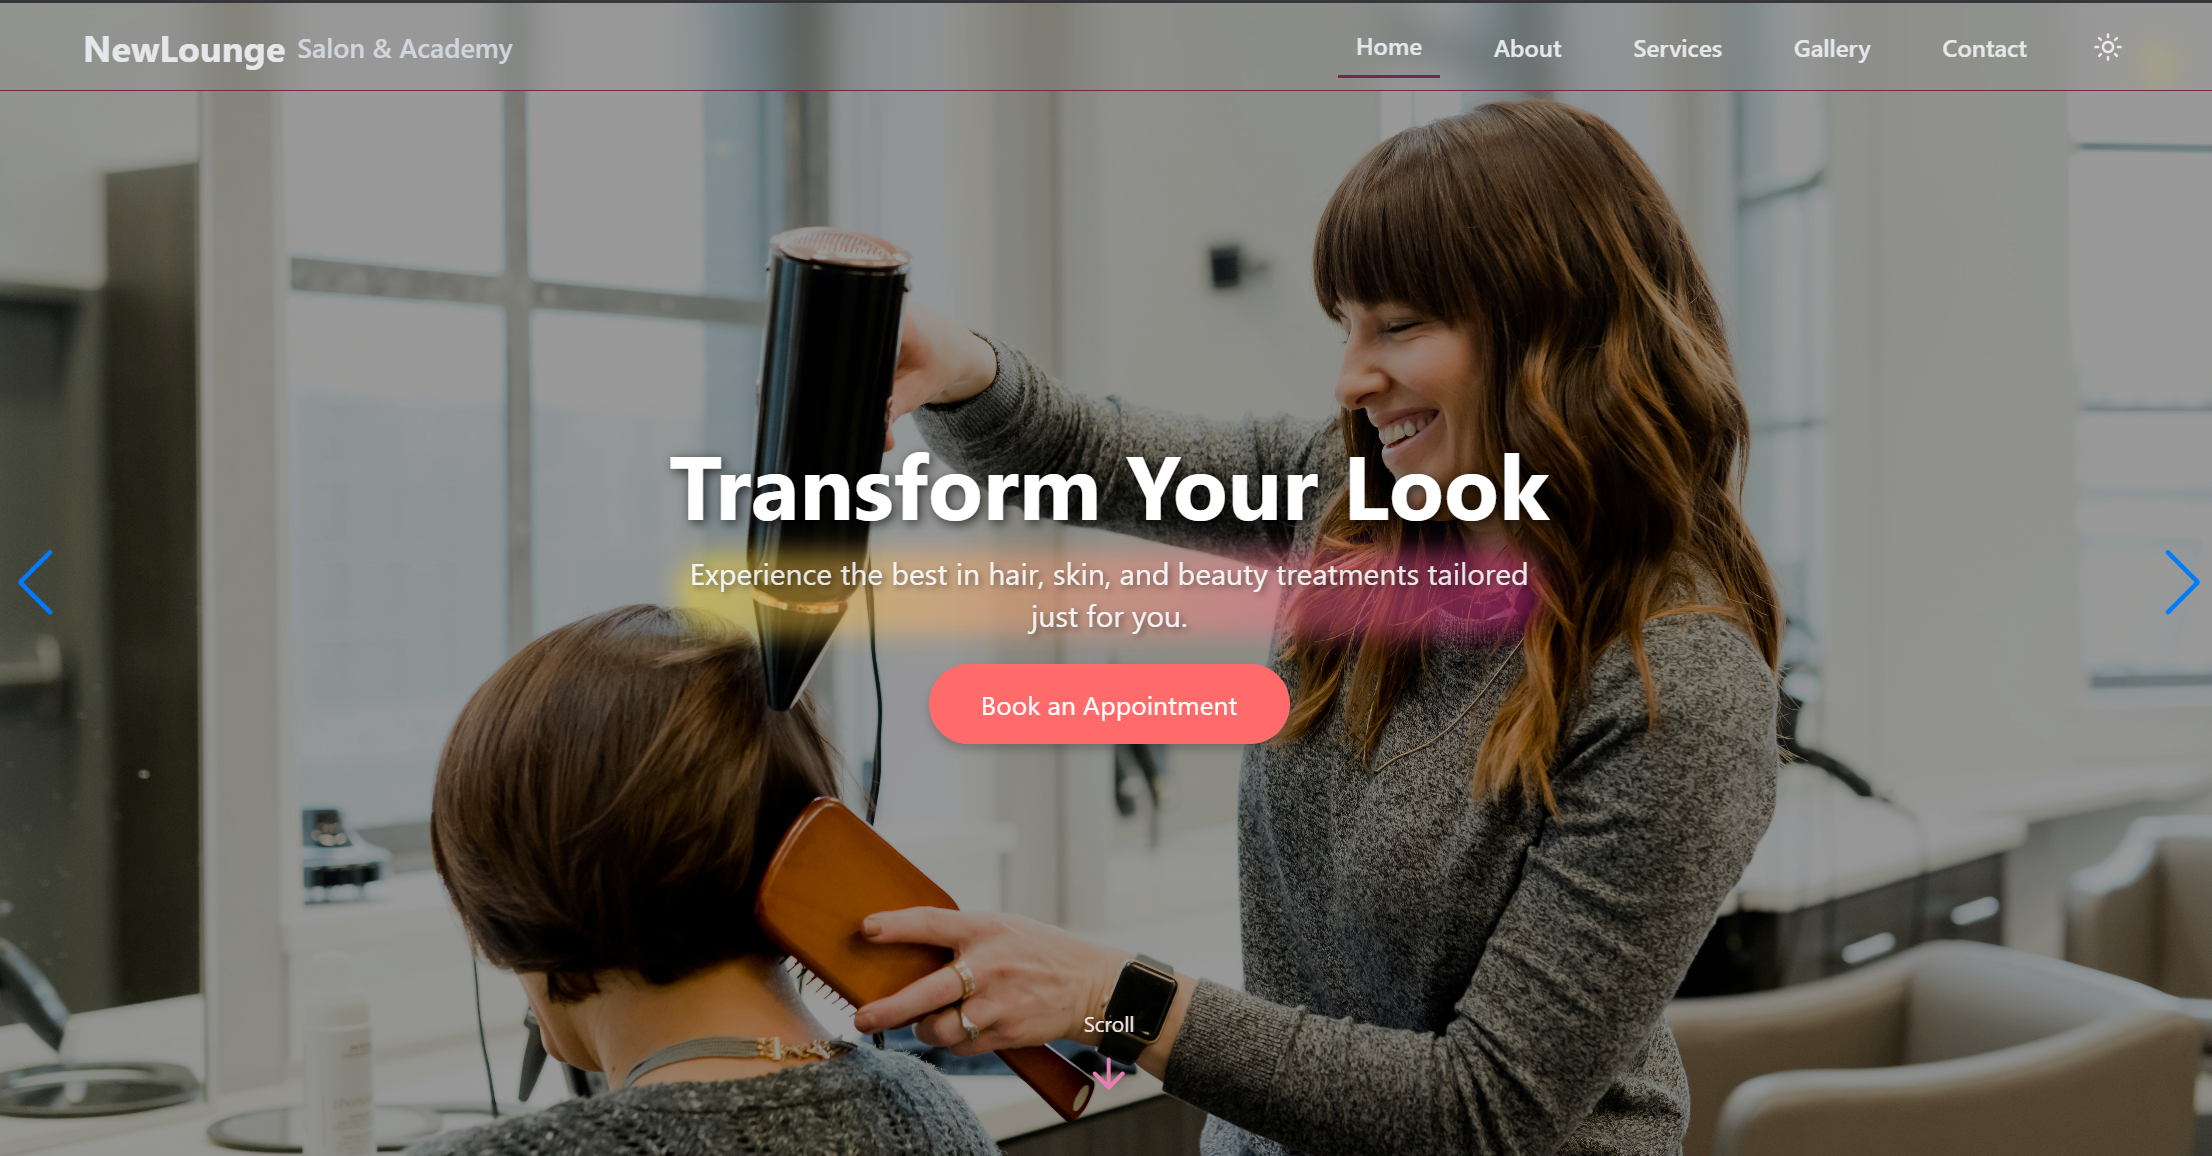 NewLounge Salon & Academy
Home About Services Gallery Contact
Transform Your Look
Experience the best in hair, skin, and beauty treatments tailored
just for you.
Book an Appointment
Scroll